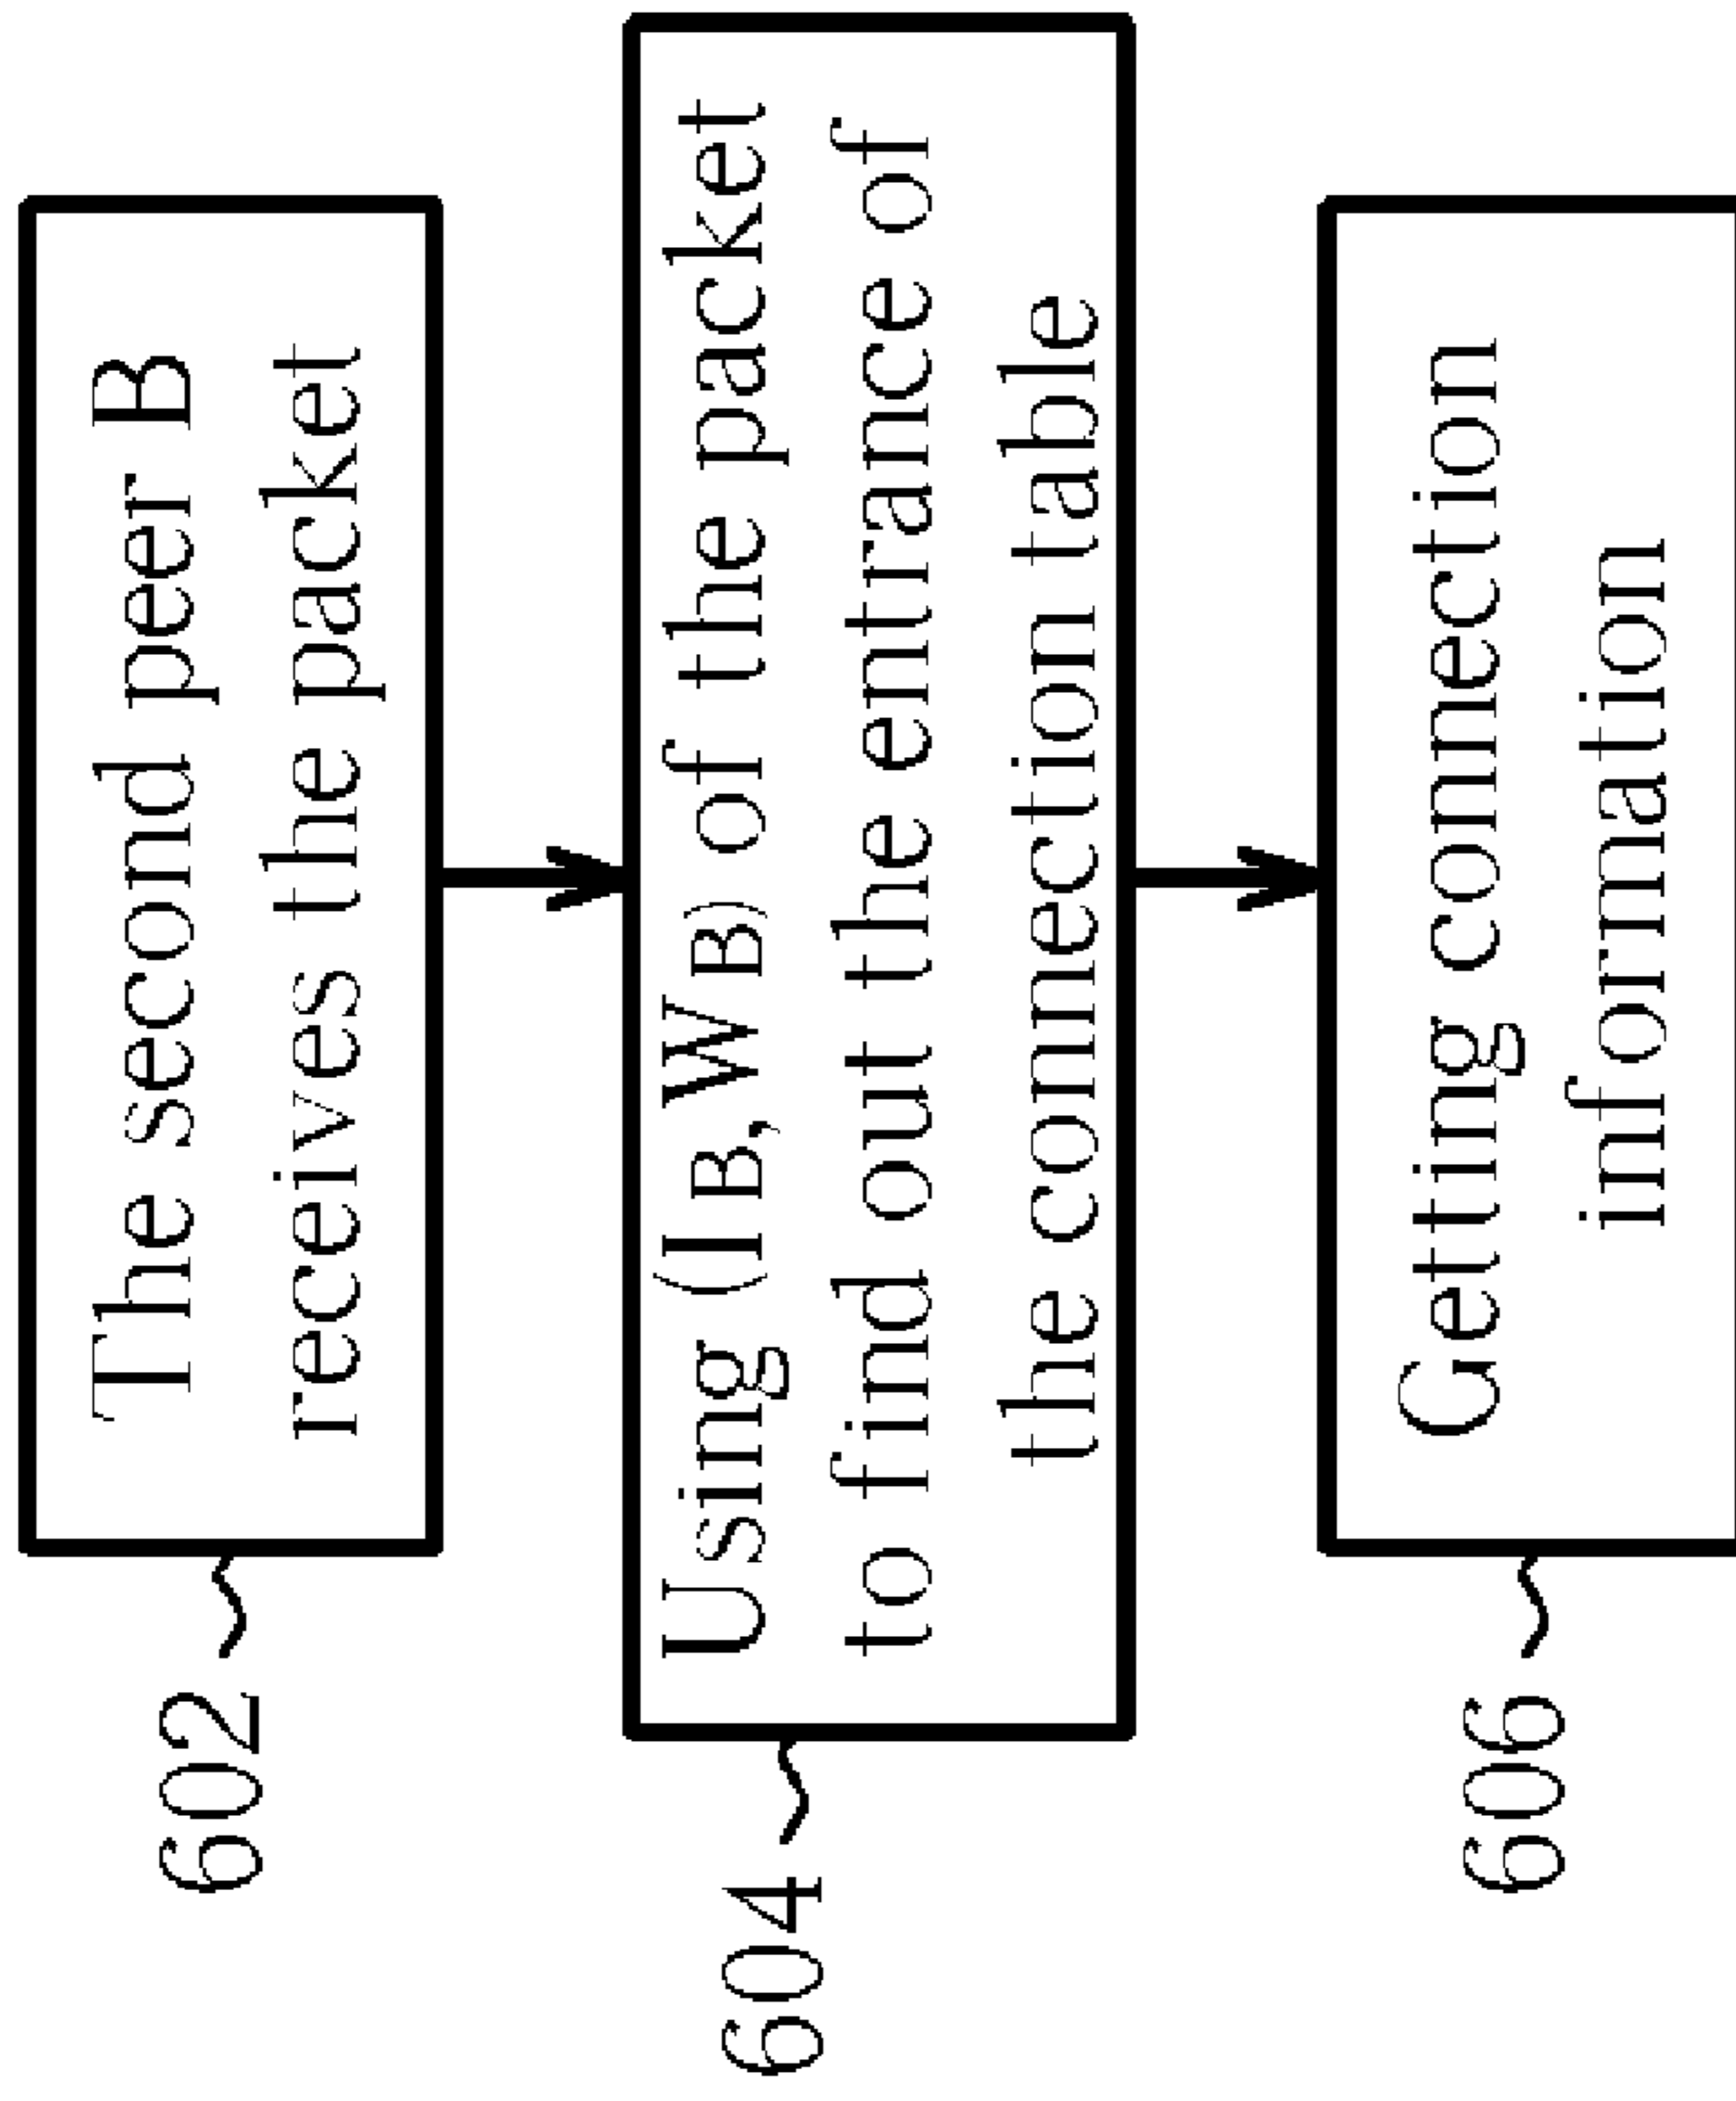 The second peer B
receives the packet
602
Using (IB,WB) of the packet
to find out the entrance of
the comnection table
604
Getting connection
information
606